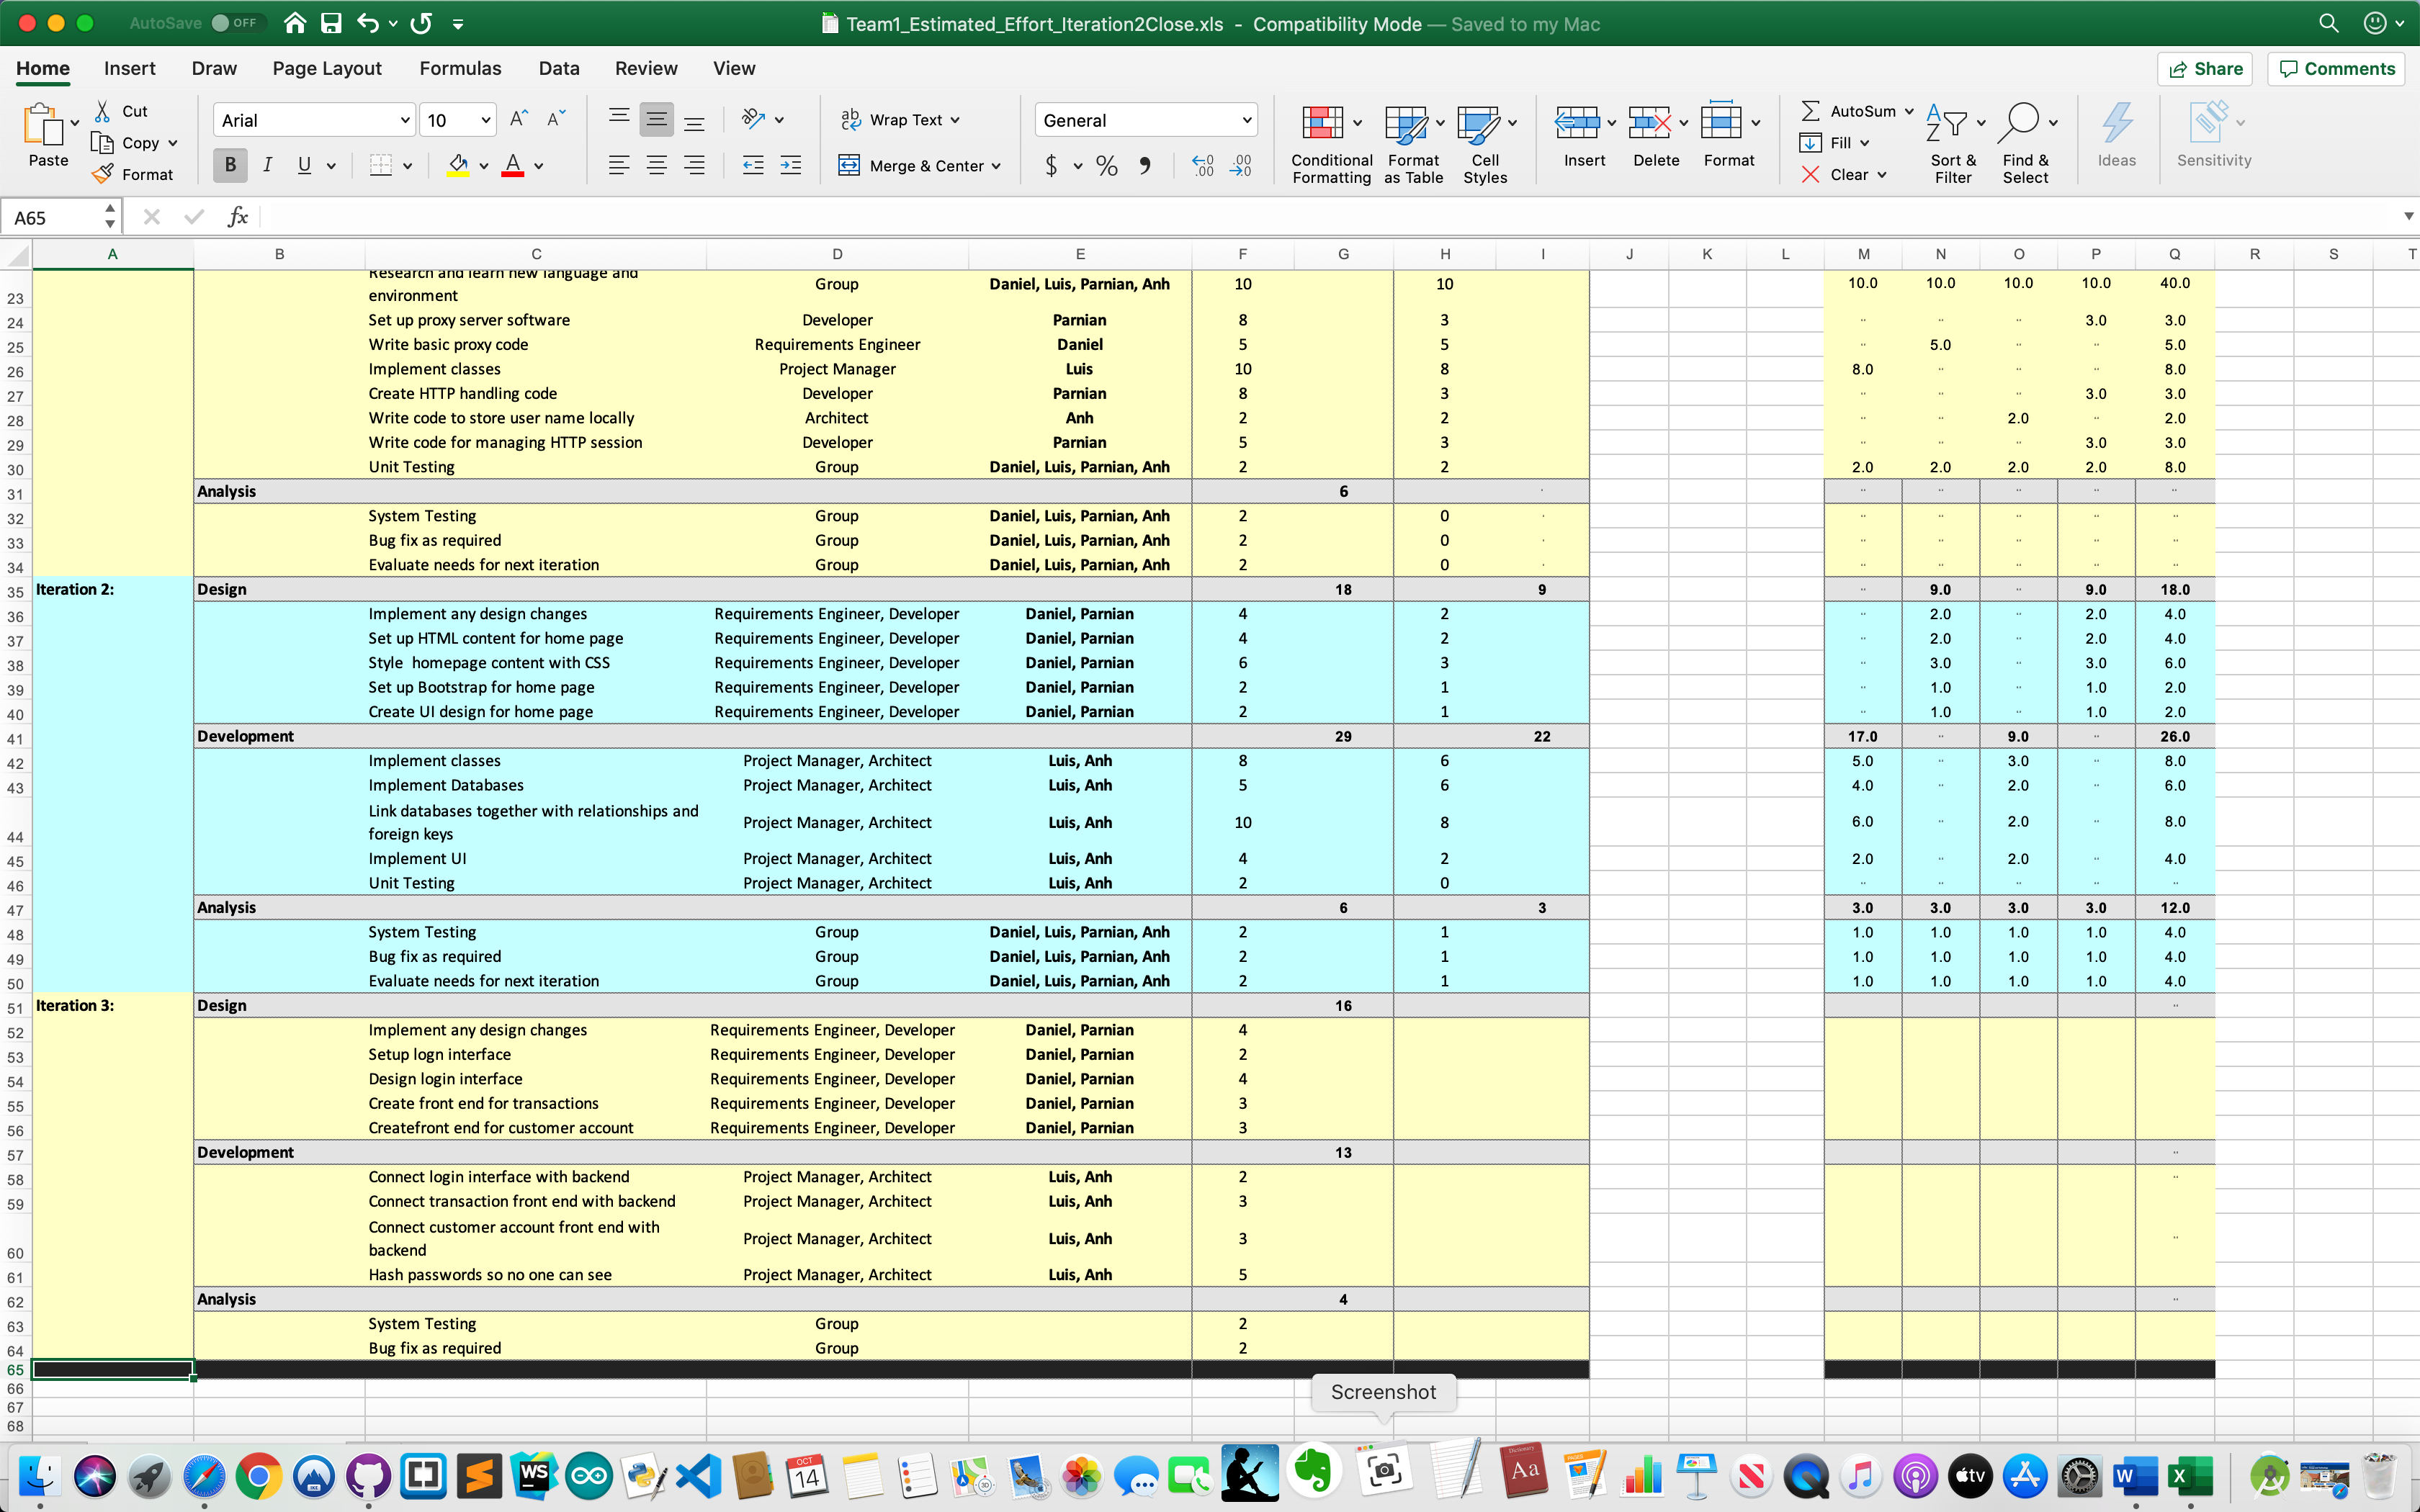 AutoSave OFF Team1_Estimated_Effort_Iteration2Close.xls - Compatibility Mode — Saved to my Mac
Home Insert Draw Page Layout Formulas Data Review View Share Comments
Paste Cut Copy Format Arial 10 Wrap Text Merge & Center General Conditional Formatting Format as Table Cell Styles Insert Delete Format AutoSum Fill Clear Sort & Filter Find & Select Ideas Sensitivity
A65 fx
A B C D E F G H I J K L M N O P Q R S T
23 Research and learn new language and environment Group Daniel, Luis, Parnian, Anh 10 10 10.0 10.0 10.0 10.0 40.0
24 Set up proxy server software Developer Parnian 8 3 3.0 3.0
25 Write basic proxy code Requirements Engineer Daniel 5 5 5.0 5.0
26 Implement classes Project Manager Luis 10 8 8.0 8.0
27 Create HTTP handling code Developer Parnian 8 3 3.0 3.0
28 Write code to store user name locally Architect Anh 2 2 2.0 2.0
29 Write code for managing HTTP session Developer Parnian 5 3 3.0 3.0
30 Unit Testing Group Daniel, Luis, Parnian, Anh 2 2 2.0 2.0 2.0 2.0 8.0
31 Analysis 6
32 System Testing Group Daniel, Luis, Parnian, Anh 2 0
33 Bug fix as required Group Daniel, Luis, Parnian, Anh 2 0
34 Evaluate needs for next iteration Group Daniel, Luis, Parnian, Anh 2 0
35 Iteration 2: Design 18 9 9.0 9.0 18.0
36 Implement any design changes Requirements Engineer, Developer Daniel, Parnian 4 2 2.0 2.0 4.0
37 Set up HTML content for home page Requirements Engineer, Developer Daniel, Parnian 4 2 2.0 2.0 4.0
38 Style  homepage content with CSS Requirements Engineer, Developer Daniel, Parnian 6 3 3.0 3.0 6.0
39 Set up Bootstrap for home page Requirements Engineer, Developer Daniel, Parnian 2 1 1.0 1.0 2.0
40 Create UI design for home page Requirements Engineer, Developer Daniel, Parnian 2 1 1.0 1.0 2.0
41 Development 29 22 17.0 9.0 26.0
42 Implement classes Project Manager, Architect Luis, Anh 8 6 5.0 3.0 8.0
43 Implement Databases Project Manager, Architect Luis, Anh 5 6 4.0 2.0 6.0
44 Link databases together with relationships and foreign keys Project Manager, Architect Luis, Anh 10 8 6.0 2.0 8.0
45 Implement UI Project Manager, Architect Luis, Anh 4 2 2.0 2.0 4.0
46 Unit Testing Project Manager, Architect Luis, Anh 2 0
47 Analysis 6 3 3.0 3.0 3.0 3.0 12.0
48 System Testing Group Daniel, Luis, Parnian, Anh 2 1 1.0 1.0 1.0 1.0 4.0
49 Bug fix as required Group Daniel, Luis, Parnian, Anh 2 1 1.0 1.0 1.0 1.0 4.0
50 Evaluate needs for next iteration Group Daniel, Luis, Parnian, Anh 2 1 1.0 1.0 1.0 1.0 4.0
51 Iteration 3: Design 16
52 Implement any design changes Requirements Engineer, Developer Daniel, Parnian 4
53 Setup logn interface Requirements Engineer, Developer Daniel, Parnian 2
54 Design login interface Requirements Engineer, Developer Daniel, Parnian 4
55 Create front end for transactions Requirements Engineer, Developer Daniel, Parnian 3
56 Createfront end for customer account Requirements Engineer, Developer Daniel, Parnian 3
57 Development 13
58 Connect login interface with backend Project Manager, Architect Luis, Anh 2
59 Connect transaction front end with backend Project Manager, Architect Luis, Anh 3
60 Connect customer account front end with backend Project Manager, Architect Luis, Anh 3
61 Hash passwords so no one can see Project Manager, Architect Luis, Anh 5
62 Analysis 4
63 System Testing Group 2
64 Bug fix as required Group 2
65
66
67
68
Screenshot
WS OCT 14 Dictionary Aa tv W X